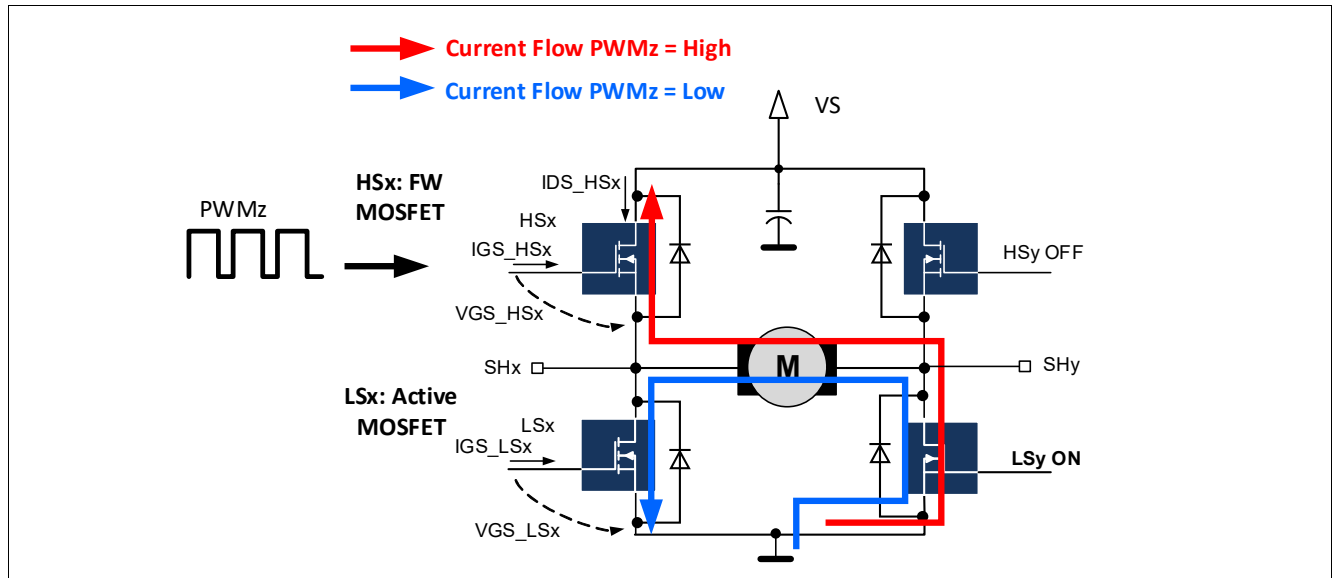 Current Flow PWMz = High
Current Flow PWMz = Low
VS
PWMz
HSx: FW
MOSFET
IDS_HSx
HSx
IGS_HSx
VGS_HSx
HSy OFF
SHx
M
SHy
LSx: Active
MOSFET
LSx
IGS_LSx
VGS_LSx
LSy ON